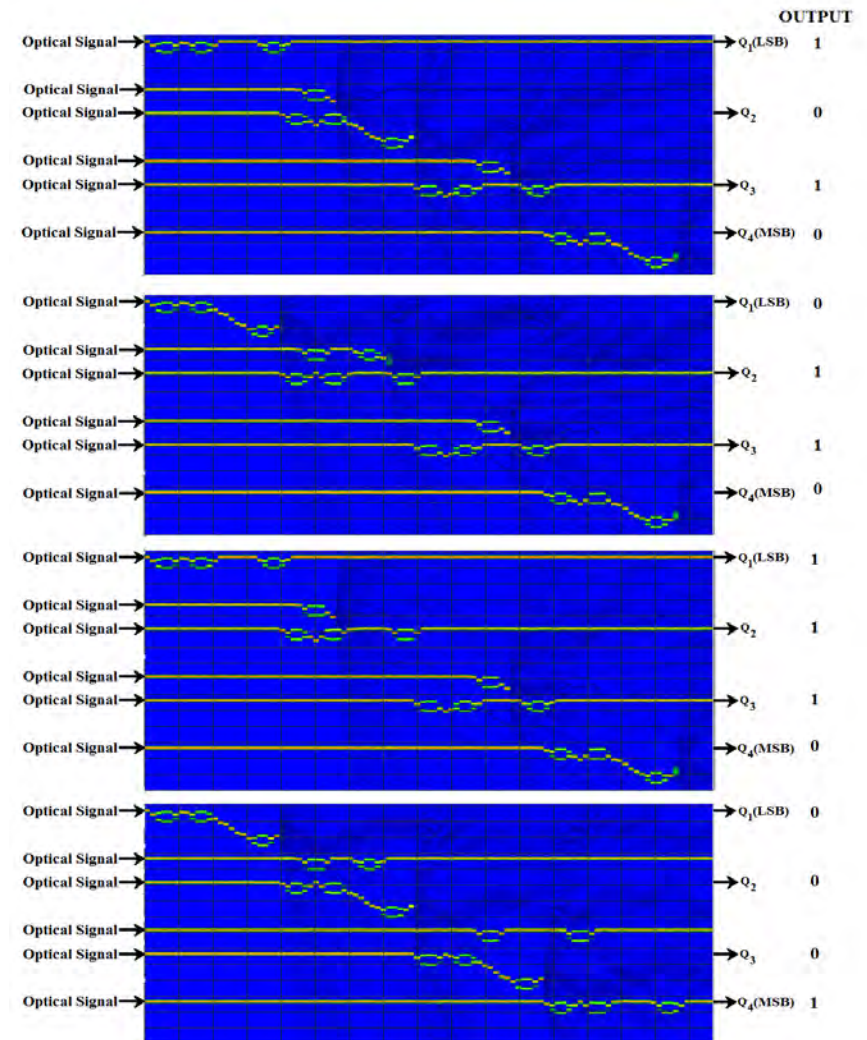 OUTPUT
Optical Signal Q1(LSB) 1
Optical Signal
Optical Signal Q2 0
Optical Signal
Optical Signal Q3 1
Optical Signal Q4(MSB) 0
Optical Signal Q1(LSB) 0
Optical Signal
Optical Signal Q2 1
Optical Signal
Optical Signal Q3 1
Optical Signal Q4(MSB) 0
Optical Signal Q1(LSB) 1
Optical Signal
Optical Signal Q2 1
Optical Signal
Optical Signal Q3 1
Optical Signal Q4(MSB) 0
Optical Signal Q1(LSB) 0
Optical Signal
Optical Signal Q2 0
Optical Signal
Optical Signal Q3 0
Optical Signal Q4(MSB) 1